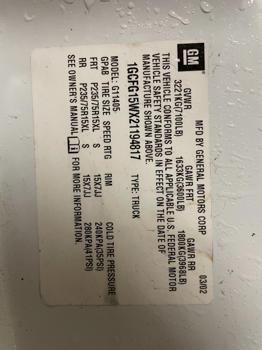 GM
MFD BY GENERAL MOTORS CORP
03/02
GVWR GAWR FRT GAWR RR
3221KG(7100LB) 1633KG(3600LB) 1800KG(3968LB)
THIS VEHICLE CONFORMS TO ALL APPLICABLE U.S. FEDERAL MOTOR
VEHICLE SAFETY STANDARDS IN EFFECT ON THE DATE OF
MANUFACTURE SHOWN ABOVE.
1GCFG15WX21194817 TYPE:TRUCK
MODEL: G11405
GPAB TIRE SIZE SPEED RTG RIM COLD TIRE PRESSURE
FRT P235/75R15XL S 15X7JJ 240KPA(35PSI)
RR P235/75R15XL S 15X7JJ 280KPA(41PSI)
SEE OWNER'S MANUAL FOR MORE INFORMATION.